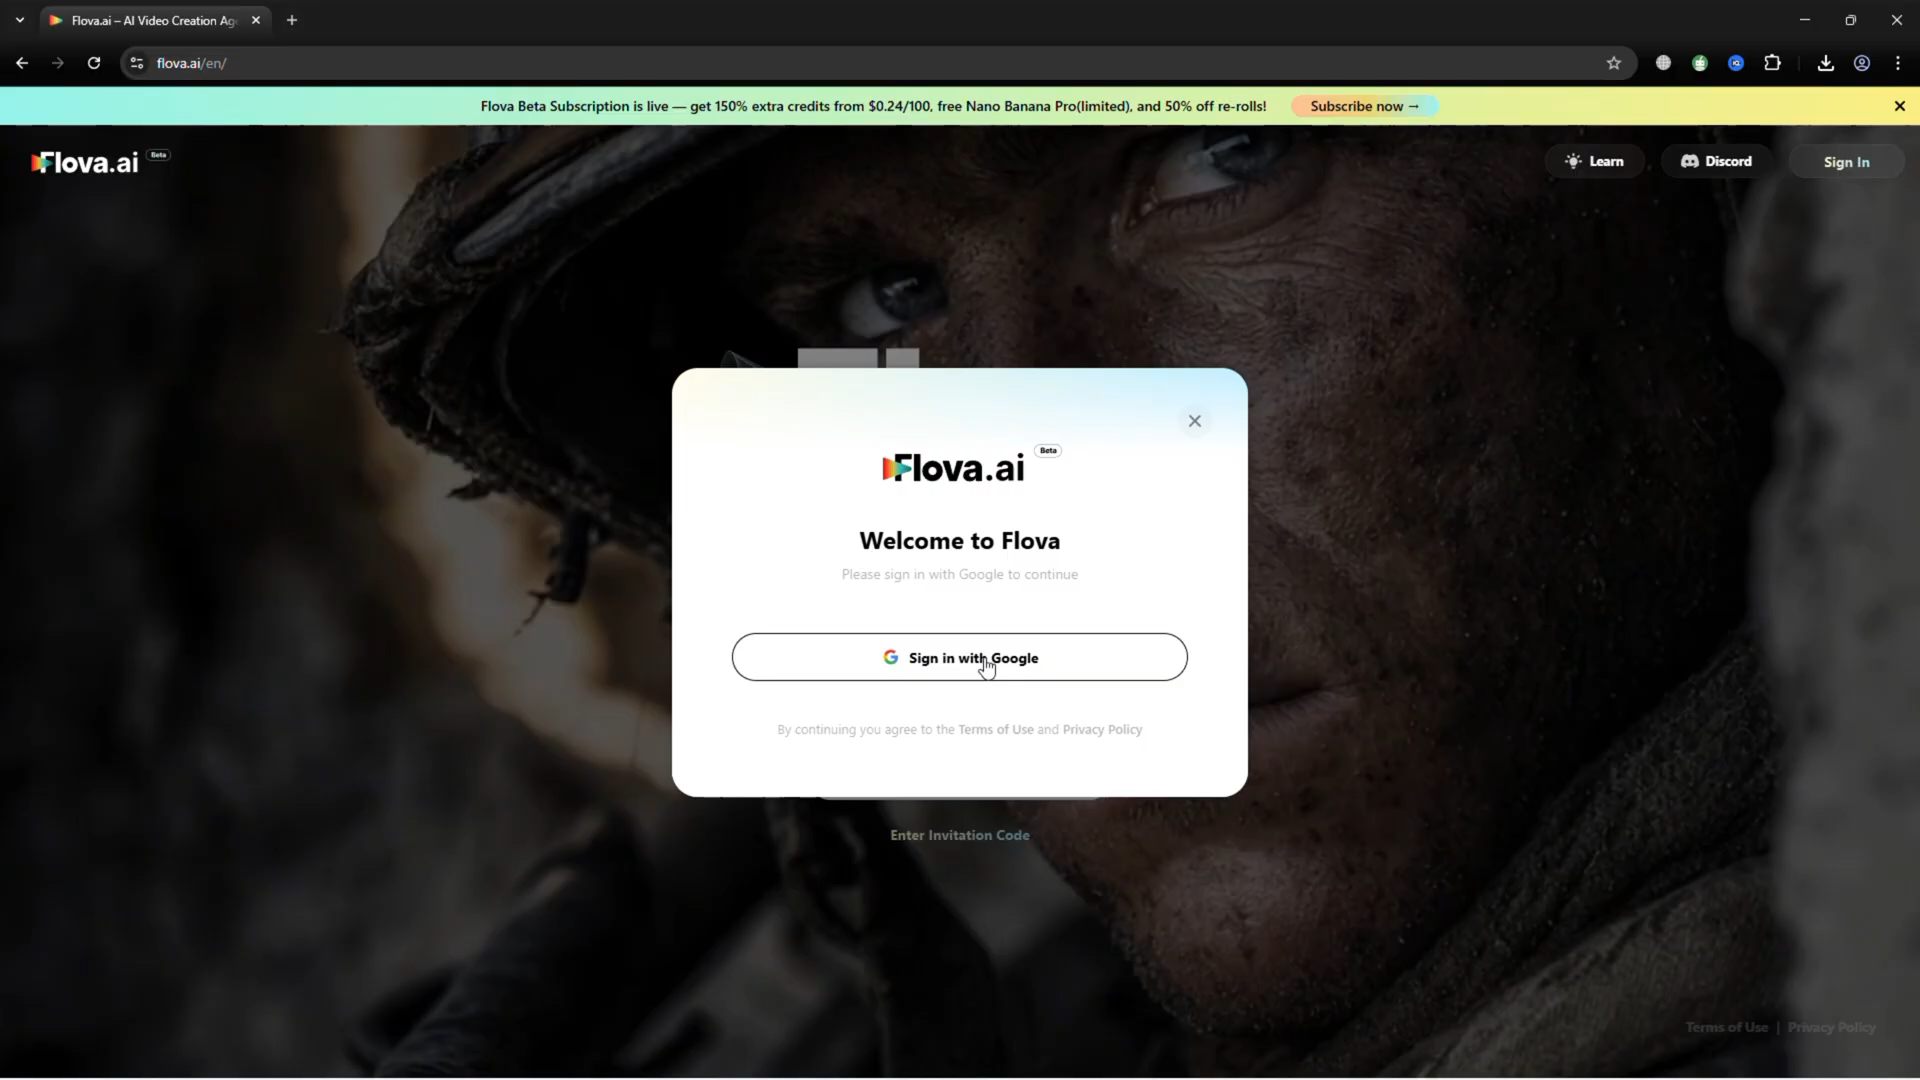 Flova.ai – AI Video Creation Ag
flova.ai/en/
Flova Beta Subscription is live — get 150% extra credits from $0.24/100, free Nano Banana Pro(limited), and 50% off re-rolls!
Subscribe now →
Flova.ai Beta
Learn
Discord
Sign In
Flova.ai Beta
Welcome to Flova
Please sign in with Google to continue
Sign in with Google
By continuing you agree to the Terms of Use and Privacy Policy
Enter Invitation Code
Terms of Use | Privacy Policy